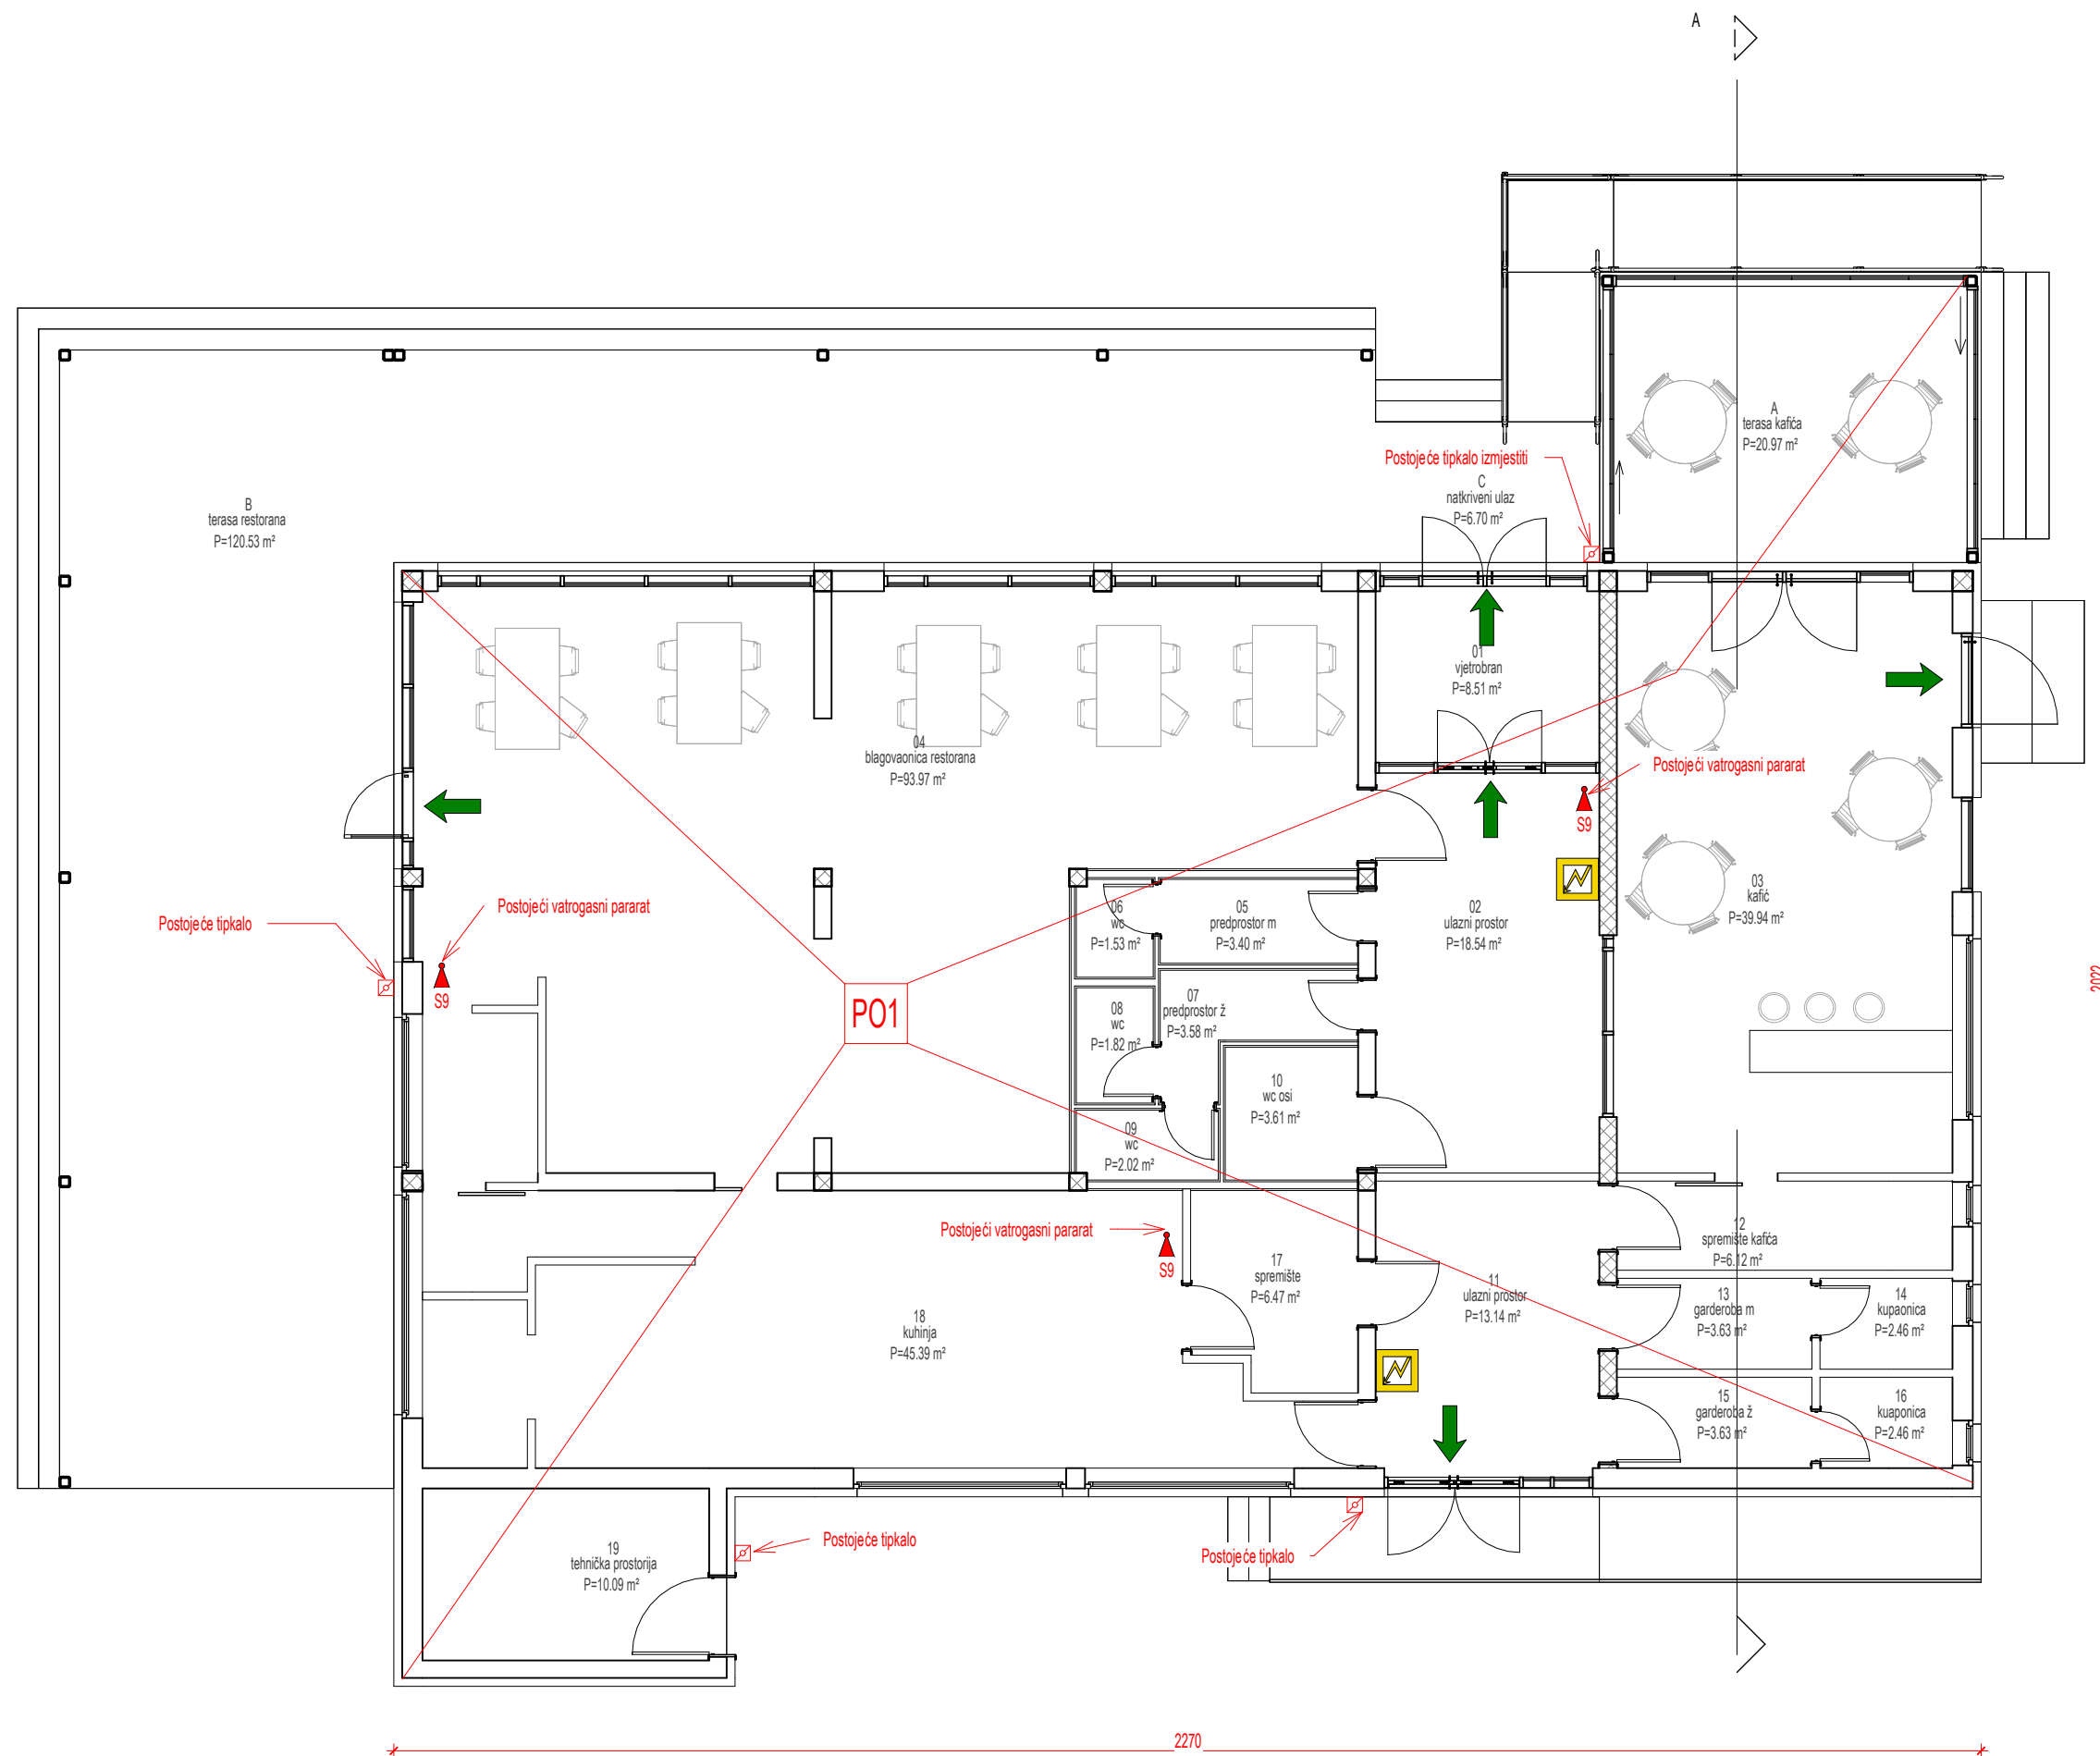 A
A
terasa kafića
P=20.97 m²
Postojeće tipkalo izmjestiti
C
natkriveni ulaz
P=6.70 m²
B
terasa restorana
P=120.53 m²
01
vjetrobran
P=8.51 m²
04
blagovaonica restorana
P=93.97 m²
Postojeći vatrogasni pararat
S9
Postojeće tipkalo
Postojeći vatrogasni pararat
S9
06
wc
P=1.53 m²
05
predprostor m
P=3.40 m²
02
ulazni prostor
P=18.54 m²
03
kafić
P=39.94 m²
2022
PO1
08
wc
P=1.82 m²
07
predprostor ž
P=3.58 m²
10
wc osi
P=3.61 m²
09
wc
P=2.02 m²
Postojeći vatrogasni pararat
S9
17
spremište
P=6.47 m²
11
ulazni prostor
P=13.14 m²
12
spremište kafića
P=6.12 m²
18
kuhinja
P=45.39 m²
13
garderoba m
P=3.63 m²
14
kupaonica
P=2.46 m²
15
garderoba ž
P=3.63 m²
16
kuaponica
P=2.46 m²
19
tehnička prostorija
P=10.09 m²
Postojeće tipkalo
Postojeće tipkalo
2270